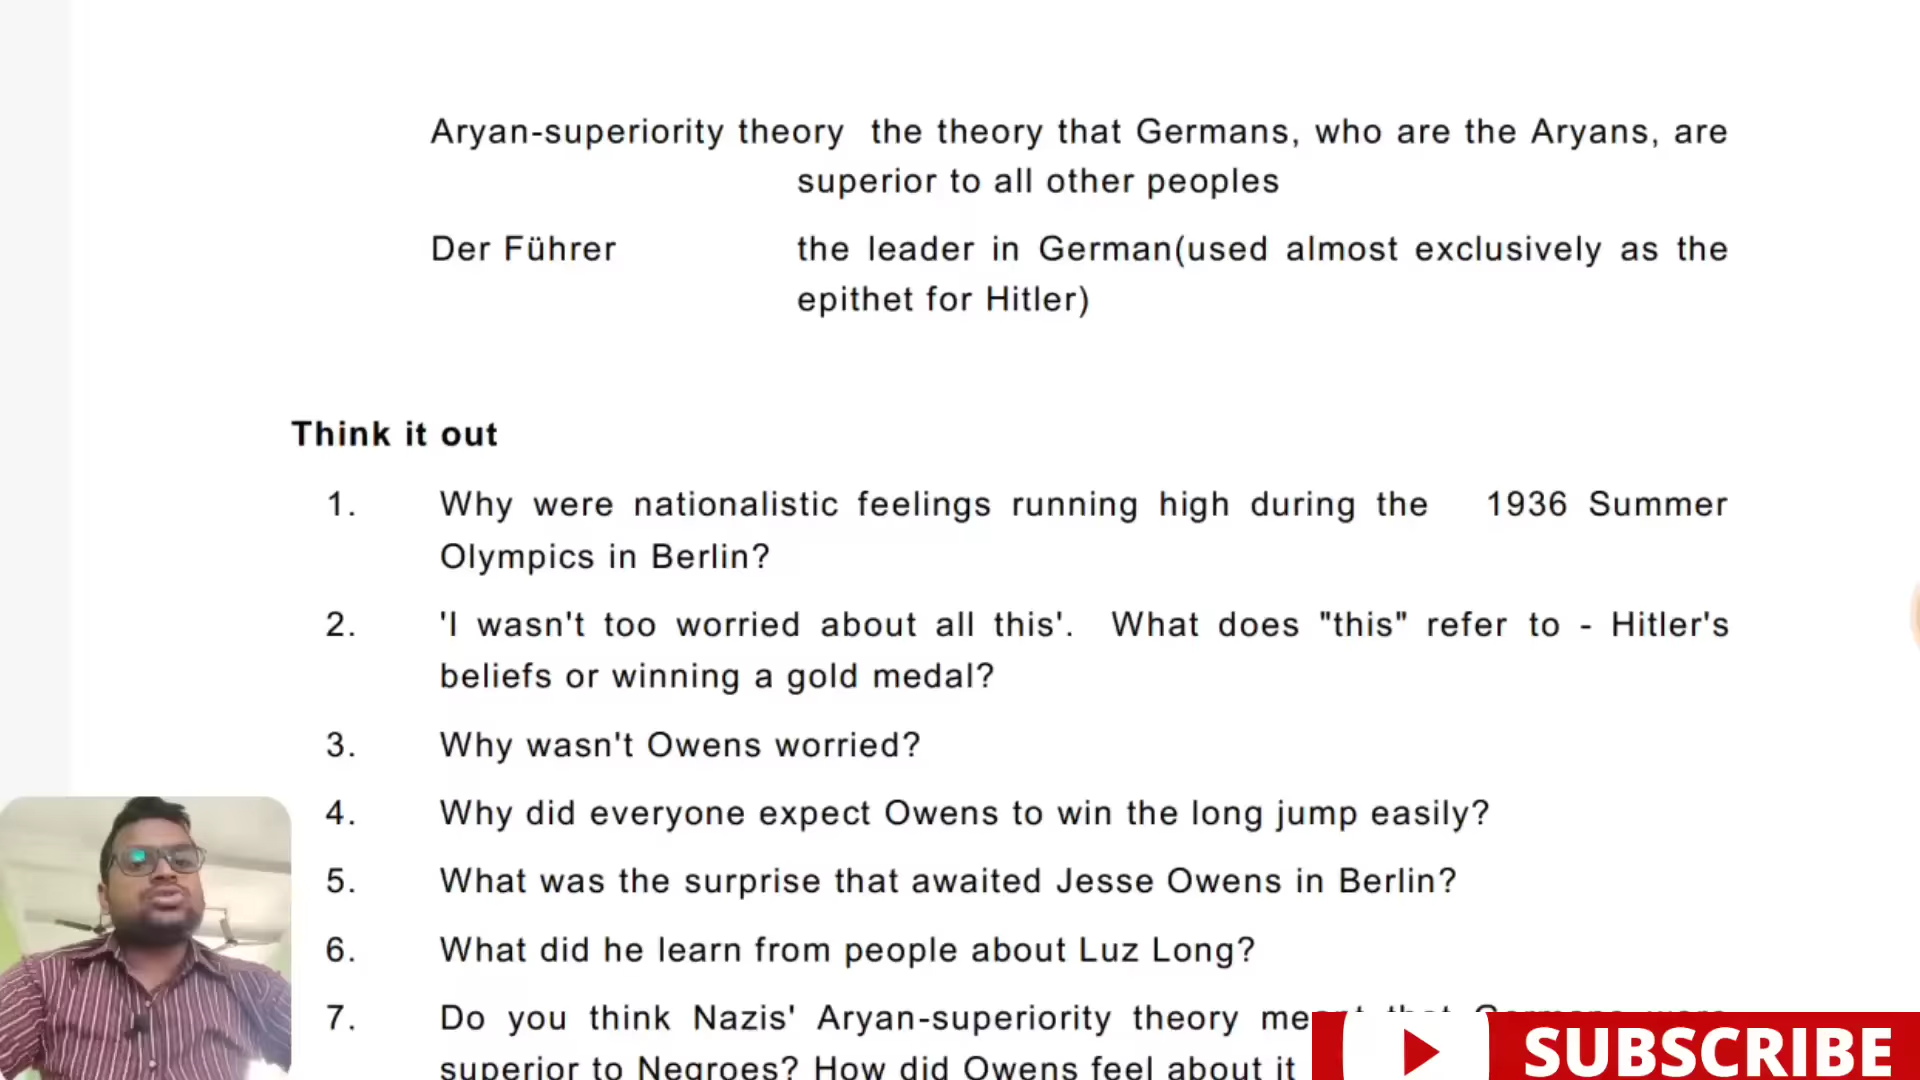 Aryan-superiority theory the theory that Germans, who are the Aryans, are
superior to all other peoples
Der Führer the leader in German(used almost exclusively as the
epithet for Hitler)
Think it out
1. Why were nationalistic feelings running high during the 1936 Summer
Olympics in Berlin?
2. 'I wasn't too worried about all this'. What does "this" refer to - Hitler's
beliefs or winning a gold medal?
3. Why wasn't Owens worried?
4. Why did everyone expect Owens to win the long jump easily?
5. What was the surprise that awaited Jesse Owens in Berlin?
6. What did he learn from people about Luz Long?
7. Do you think Nazis' Aryan-superiority theory meant that Germans were
superior to Negroes? How did Owens feel about it
SUBSCRIBE